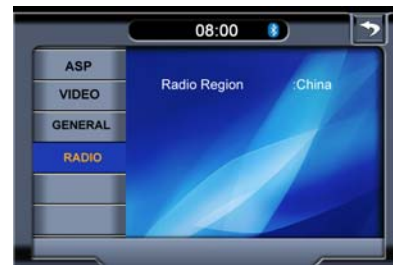 08:00
ASP
VIDEO
GENERAL
RADIO
Radio Region :China